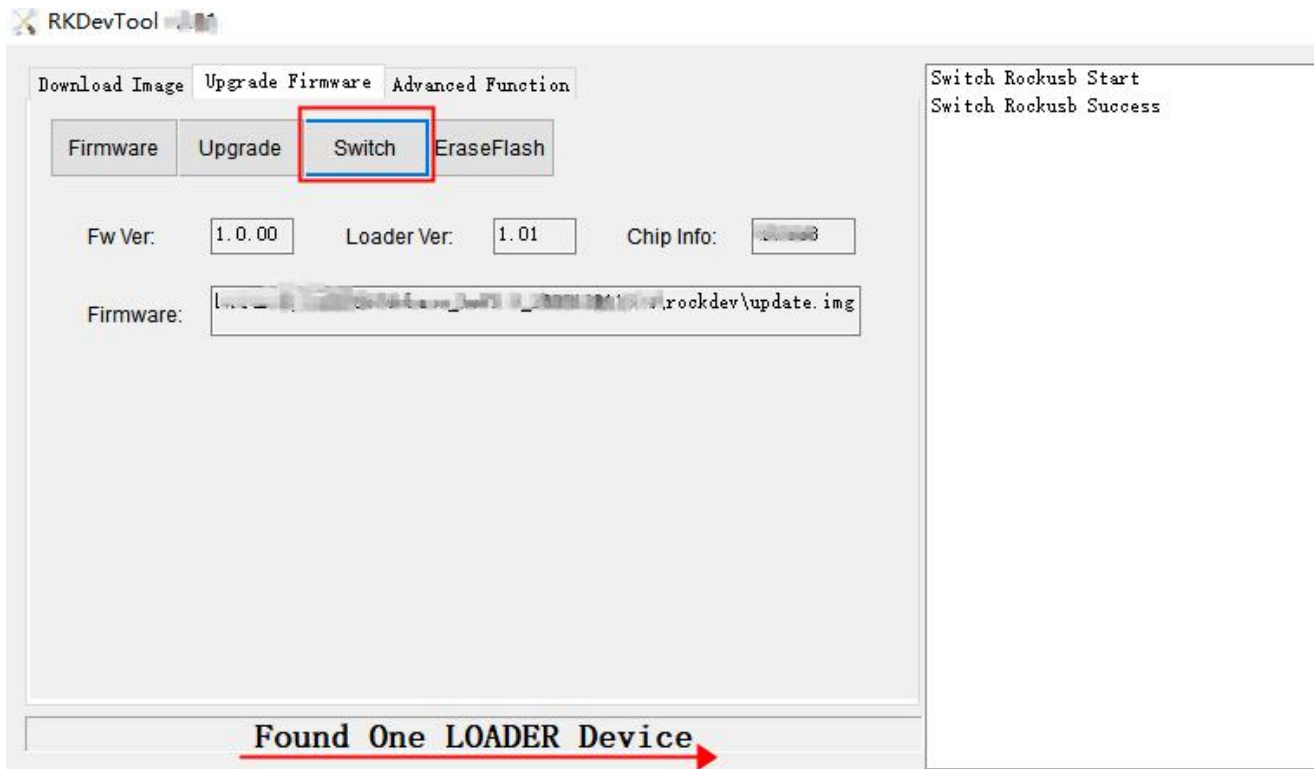 RKDevTool
Download Image Upgrade Firmware Advanced Function
Firmware Upgrade Switch EraseFlash
Fw Ver: 1.0.00 Loader Ver: 1.01 Chip Info:
Firmware: \rockdev\update.img
Found One LOADER Device
Switch Rockusb Start
Switch Rockusb Success